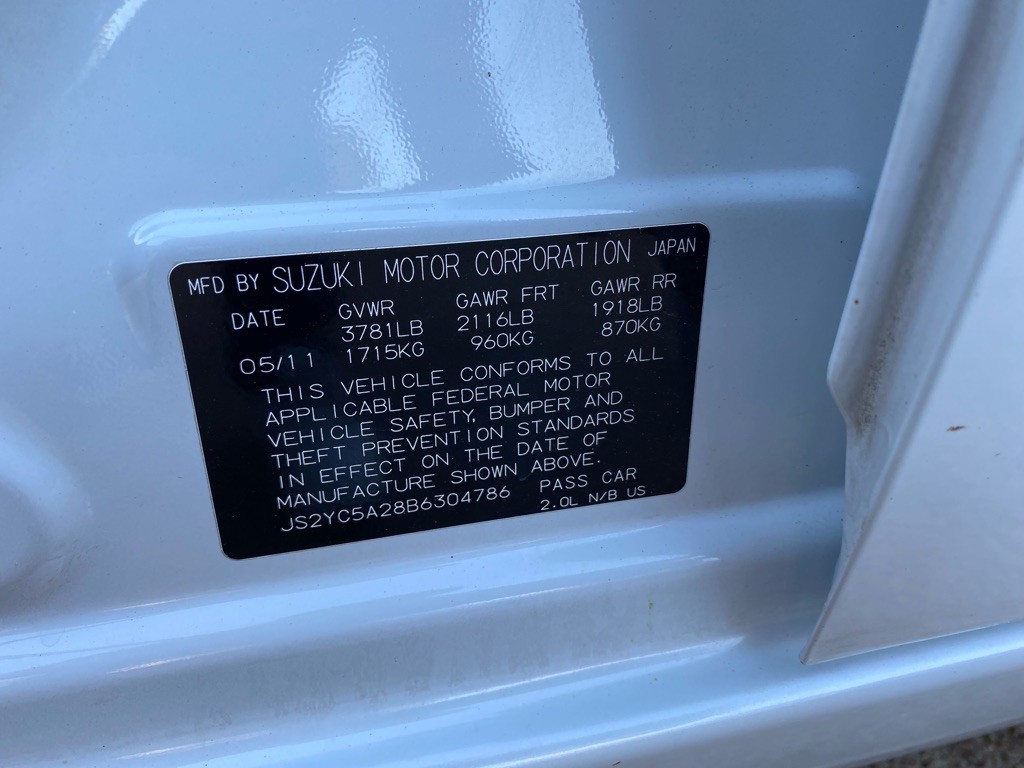 MFD BY SUZUKI MOTOR CORPORATION JAPAN
DATE GVWR GAWR FRT GAWR RR
3781LB 2116LB 1918LB
05/11 1715KG 960KG 870KG
THIS VEHICLE CONFORMS TO ALL
APPLICABLE FEDERAL MOTOR
VEHICLE SAFETY, BUMPER AND
THEFT PREVENTION STANDARDS
IN EFFECT ON THE DATE OF
MANUFACTURE SHOWN ABOVE.
JS2YC5A28B6304786 PASS CAR
2.0L N/B US